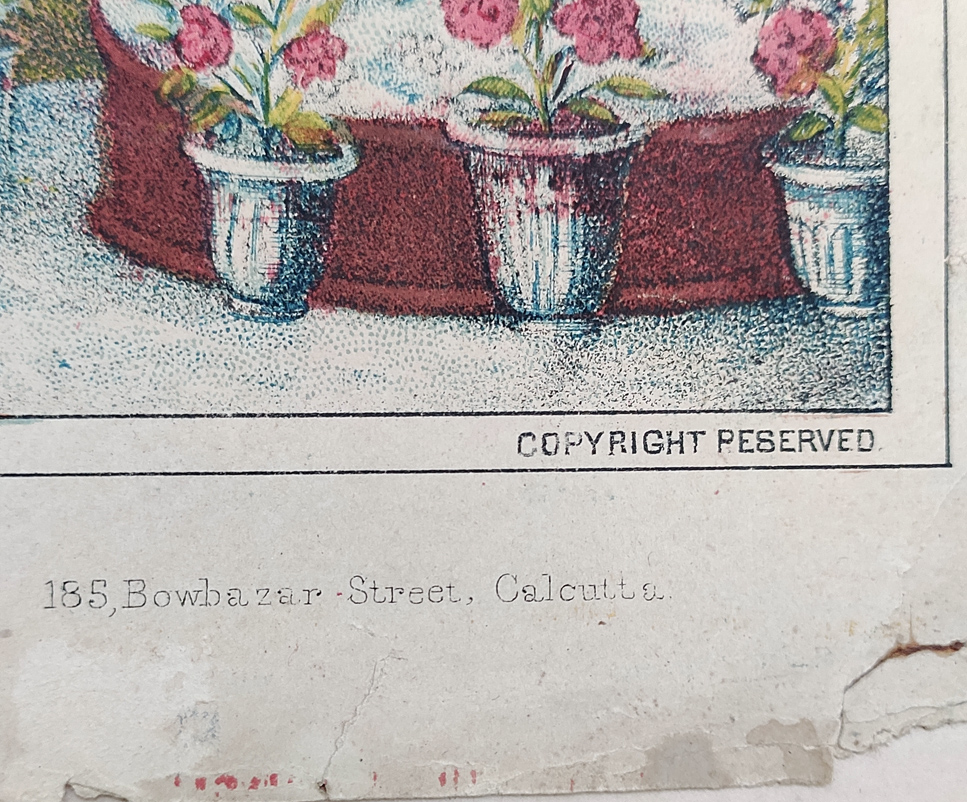 COPYRIGHT RESERVED.
185, Bowbazar Street, Calcutta.